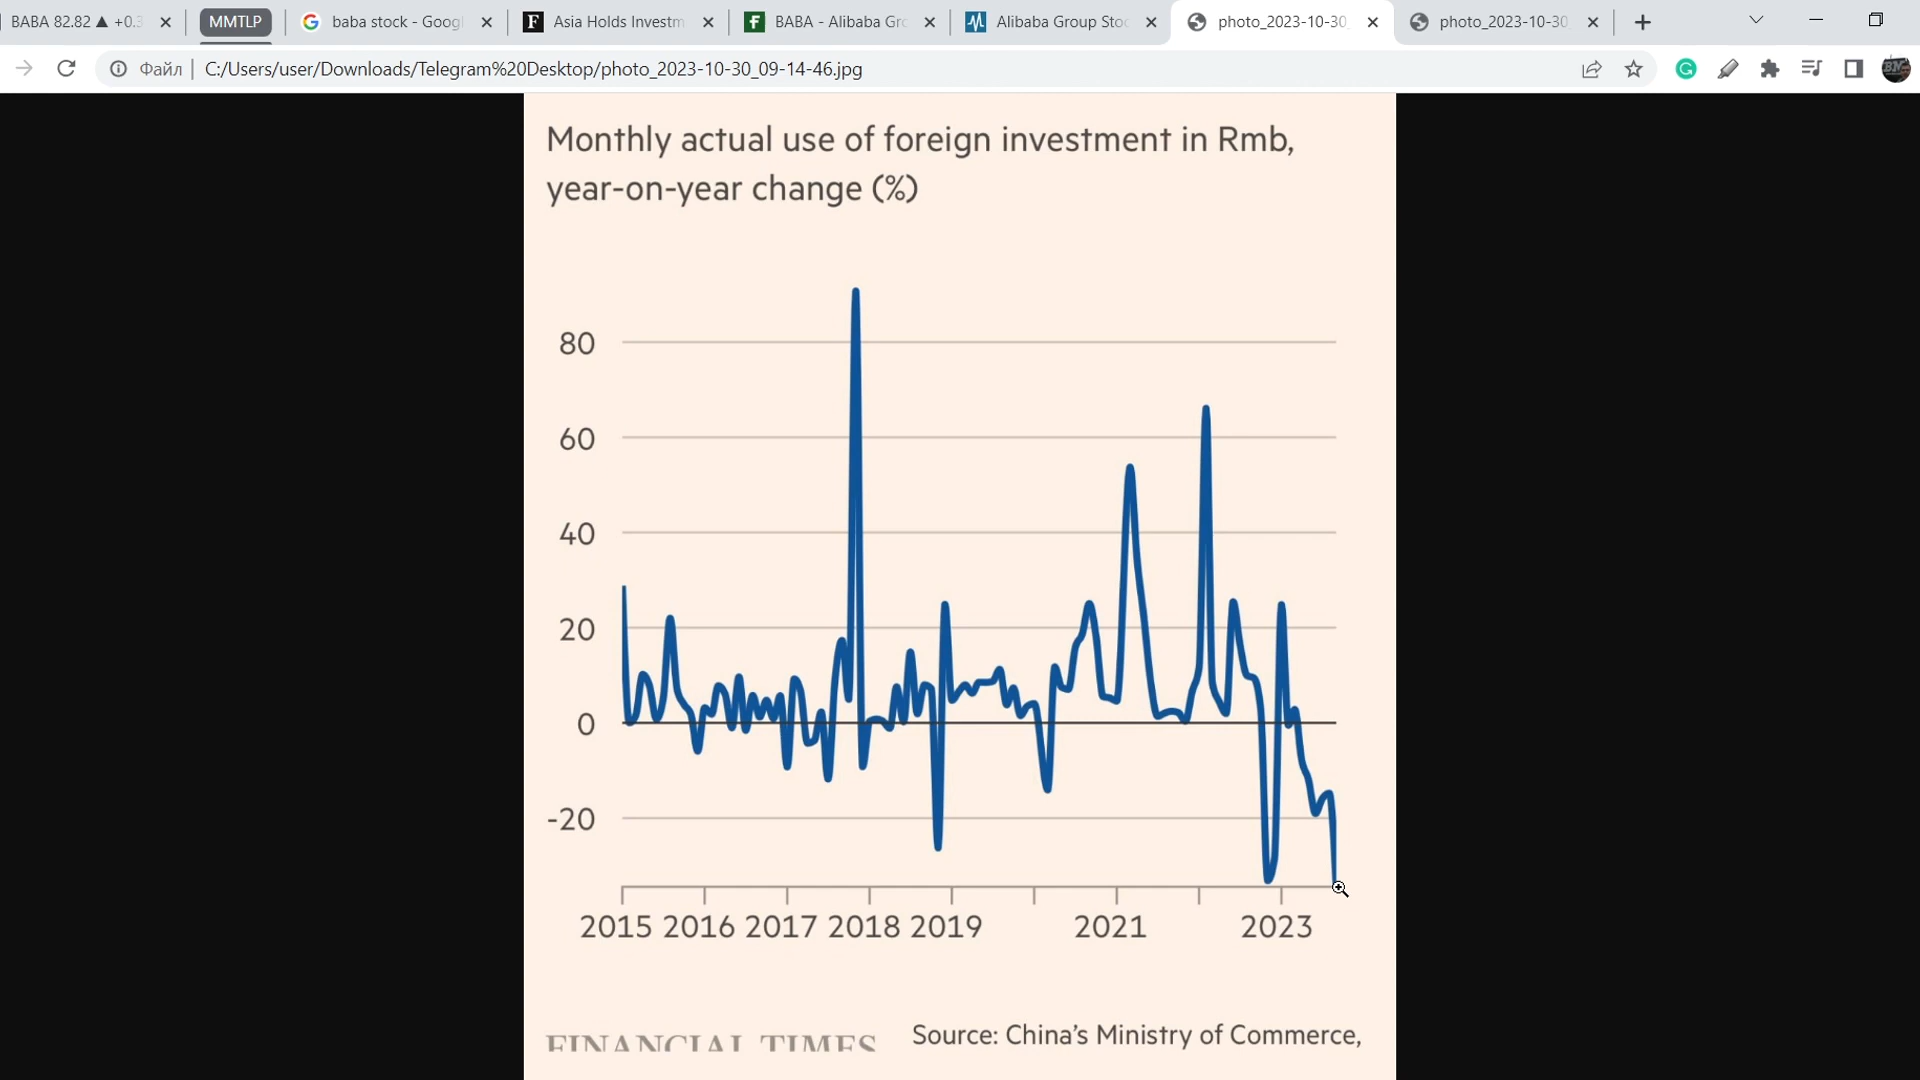 BABA 82.82 ▲ +0.3
MMTLP
baba stock - Googl
Asia Holds Investm
BABA - Alibaba Gro
Alibaba Group Sto
photo_2023-10-30
photo_2023-10-30
Файл
C:/Users/user/Downloads/Telegram%20Desktop/photo_2023-10-30_09-14-46.jpg
Monthly actual use of foreign investment in Rmb,
year-on-year change (%)
80
60
40
20
0
-20
2015 2016 2017 2018 2019 2021 2023
FINANCIAL TIMES
Source: China's Ministry of Commerce,